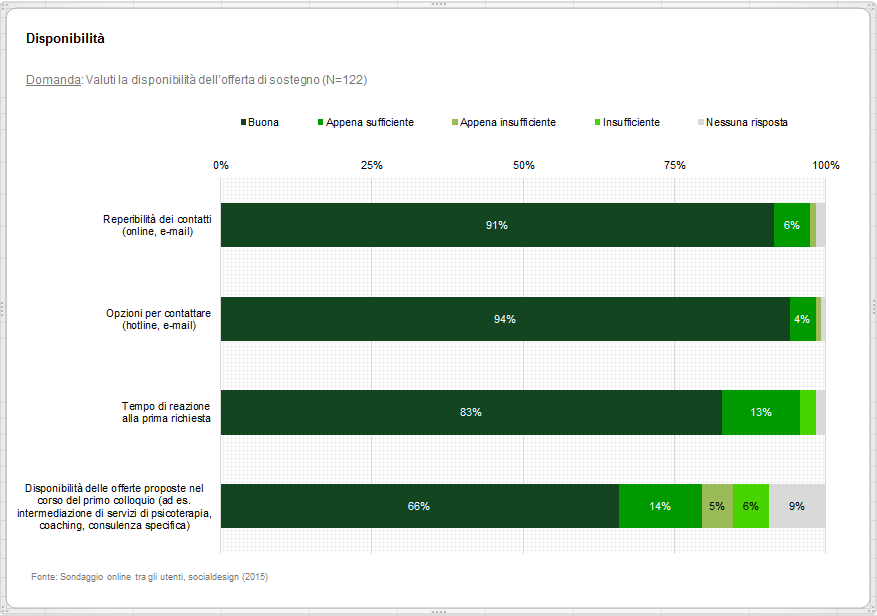 Disponibilità
Domanda: Valuti la disponibilità dell'offerta di sostegno (N=122)
Buona Appena sufficiente Appena insufficiente Insufficiente Nessuna risposta
0% 25% 50% 75% 100%
Reperibilità dei contatti
(online, e-mail)
91% 6%
Opzioni per contattare
(hotline, e-mail)
94% 4%
Tempo di reazione
alla prima richiesta
83% 13%
Disponibilità delle offerte proposte nel
corso del primo colloquio (ad es.
intermediazione di servizi di psicoterapia,
coaching, consulenza specifica)
66% 14% 5% 6% 9%
Fonte: Sondaggio online tra gli utenti, socialdesign (2015)